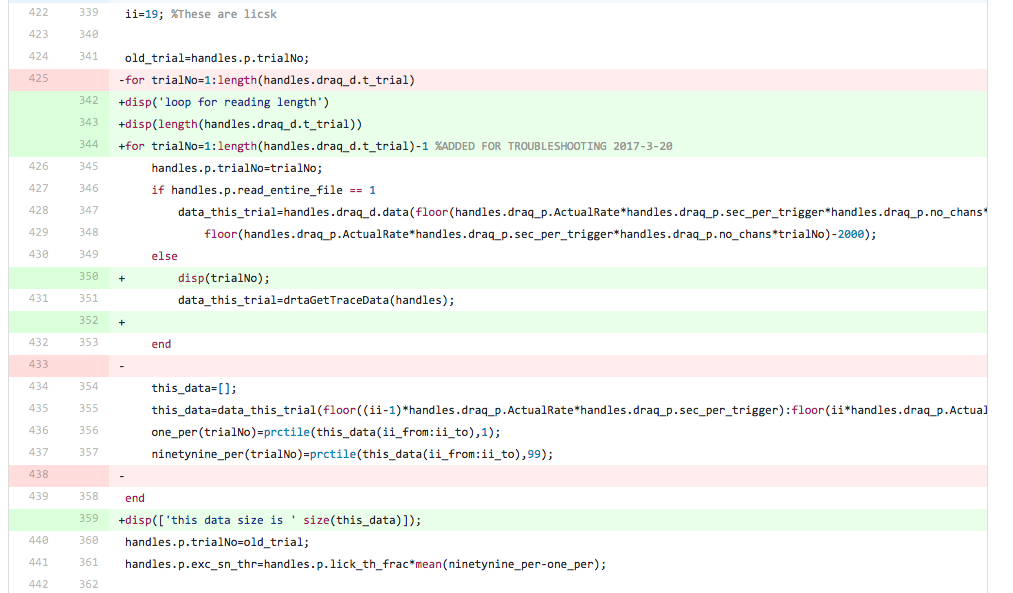 422 339 ii=19; %These are licsk
423 340
424 341 old_trial=handles.p.trialNo;
425 -for trialNo=1:length(handles.draq_d.t_trial)
342 +disp('loop for reading length')
343 +disp(length(handles.draq_d.t_trial))
344 +for trialNo=1:length(handles.draq_d.t_trial)-1 %ADDED FOR TROUBLESHOOTING 2017-3-20
426 345 handles.p.trialNo=trialNo;
427 346 if handles.p.read_entire_file == 1
428 347 data_this_trial=handles.draq_d.data(floor(handles.draq_p.ActualRate*handles.draq_p.sec_per_trigger*handles.draq_p.no_chans*
429 348 floor(handles.draq_p.ActualRate*handles.draq_p.sec_per_trigger*handles.draq_p.no_chans*trialNo)-2000);
430 349 else
350 + disp(trialNo);
431 351 data_this_trial=drtaGetTraceData(handles);
352 +
432 353 end
433 -
434 354 this_data=[];
435 355 this_data=data_this_trial(floor((ii-1)*handles.draq_p.ActualRate*handles.draq_p.sec_per_trigger):floor(ii*handles.draq_p.Actual
436 356 one_per(trialNo)=prctile(this_data(ii_from:ii_to),1);
437 357 ninetynine_per(trialNo)=prctile(this_data(ii_from:ii_to),99);
438 -
439 358 end
359 +disp(['this data size is ' size(this_data)]);
440 360 handles.p.trialNo=old_trial;
441 361 handles.p.exc_sn_thr=handles.p.lick_th_frac*mean(ninetynine_per-one_per);
442 362